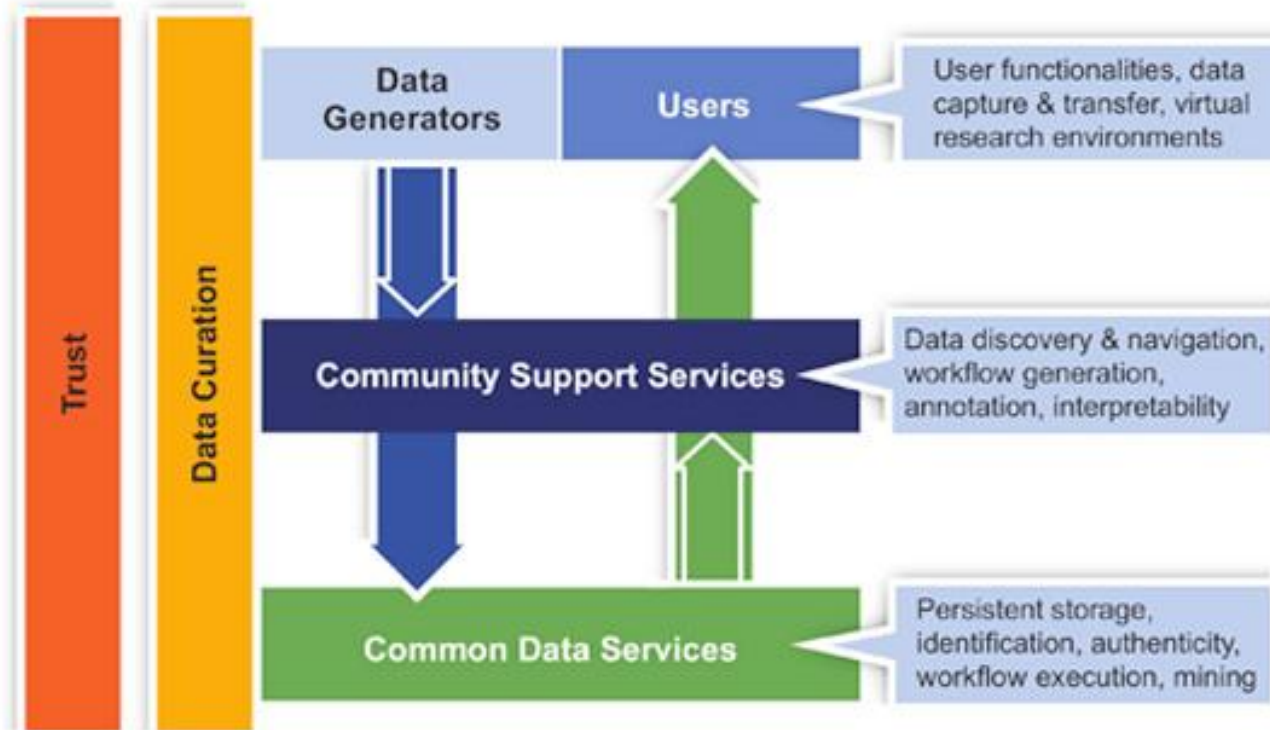 Trust
Data Curation
Data
Generators
Users
User functionalities, data
capture & transfer, virtual
research environments
Community Support Services
Data discovery & navigation,
workflow generation,
annotation, interpretability
Common Data Services
Persistent storage,
identification, authenticity,
workflow execution, mining